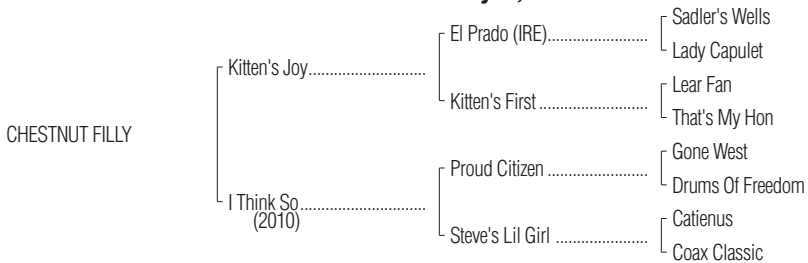 Sadler's Wells
El Prado (IRE)......................
Lady Capulet
Kitten's Joy..........................
Lear Fan
Kitten's First ........................
That's My Hon
CHESTNUT FILLY
Gone West
Proud Citizen ......................
Drums Of Freedom
I Think So............................
(2010)
Catienus
Steve's Lil Girl ....................
Coax Classic